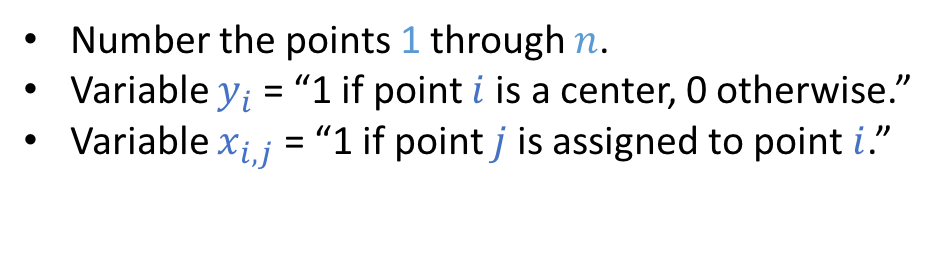 • Number the points 1 through n.
• Variable yᵢ = “1 if point i is a center, 0 otherwise.”
• Variable xᵢ,ⱼ = “1 if point j is assigned to point i.”